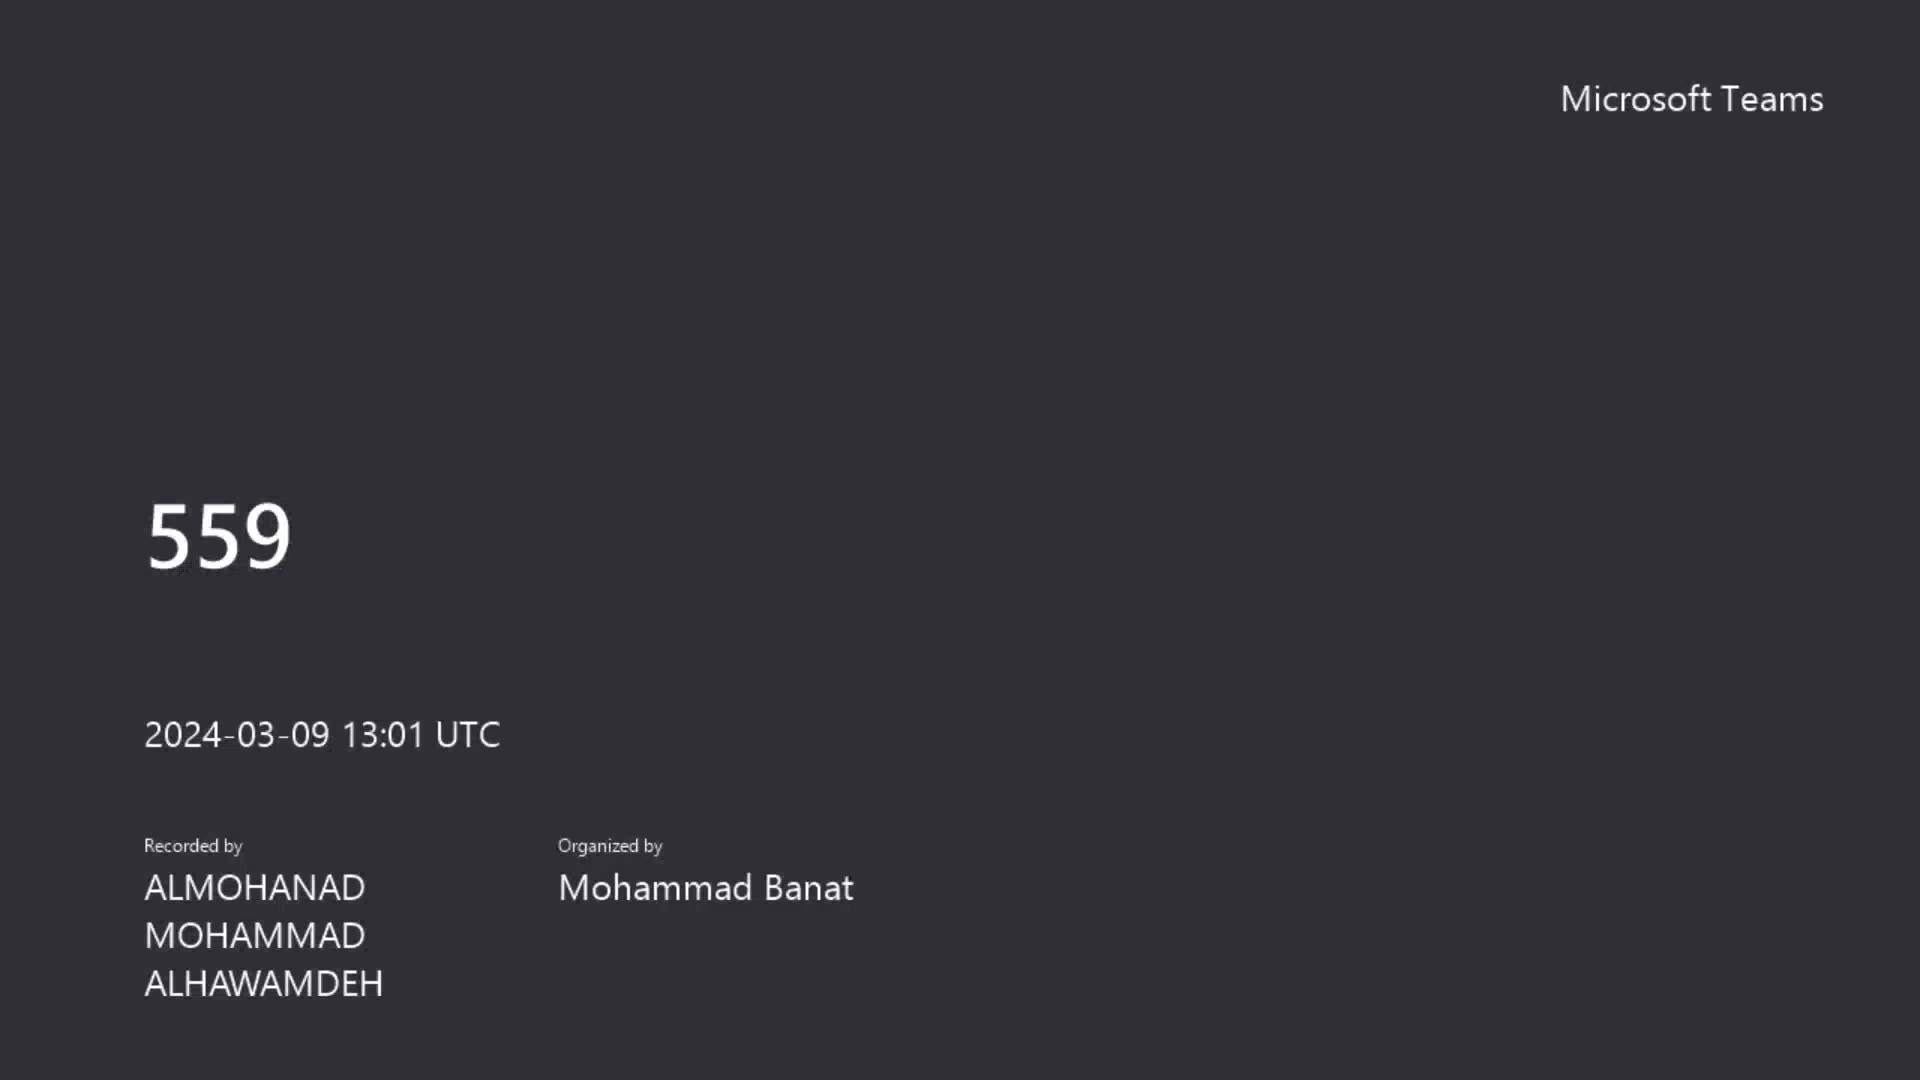 Microsoft Teams
559
2024-03-09 13:01 UTC
Recorded by
ALMOHANAD
MOHAMMAD
ALHAWAMDEH
Organized by
Mohammad Banat